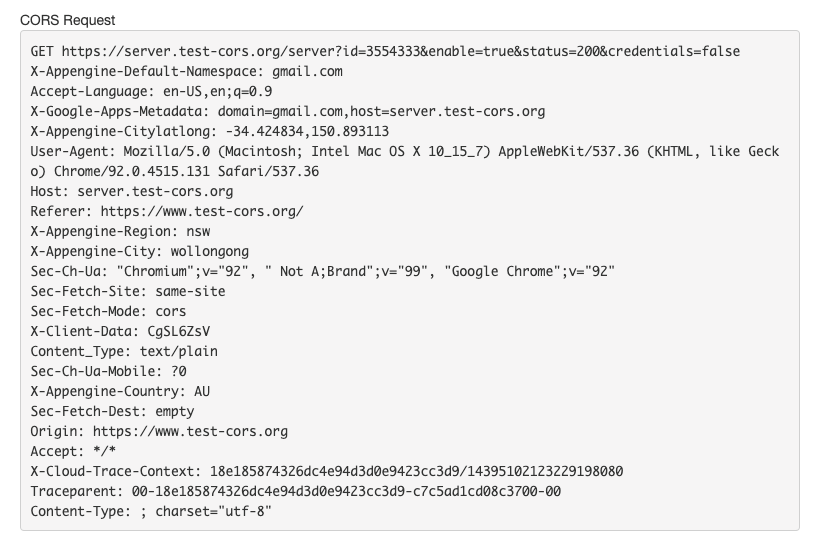 CORS Request
GET https://server.test-cors.org/server?id=3554333&enable=true&status=200&credentials=false
X-Appengine-Default-Namespace: gmail.com
Accept-Language: en-US,en;q=0.9
X-Google-Apps-Metadata: domain=gmail.com,host=server.test-cors.org
X-Appengine-Citylatlong: -34.424834,150.893113
User-Agent: Mozilla/5.0 (Macintosh; Intel Mac OS X 10_15_7) AppleWebKit/537.36 (KHTML, like Geck
o) Chrome/92.0.4515.131 Safari/537.36
Host: server.test-cors.org
Referer: https://www.test-cors.org/
X-Appengine-Region: nsw
X-Appengine-City: wollongong
Sec-Ch-Ua: "Chromium";v="92", " Not A;Brand";v="99", "Google Chrome";v="92"
Sec-Fetch-Site: same-site
Sec-Fetch-Mode: cors
X-Client-Data: CgSL6ZsV
Content_Type: text/plain
Sec-Ch-Ua-Mobile: ?0
X-Appengine-Country: AU
Sec-Fetch-Dest: empty
Origin: https://www.test-cors.org
Accept: */*
X-Cloud-Trace-Context: 18e185874326dc4e94d3d0e9423cc3d9/14395102123229198080
Traceparent: 00-18e185874326dc4e94d3d0e9423cc3d9-c7c5ad1cd08c3700-00
Content-Type: ; charset="utf-8"